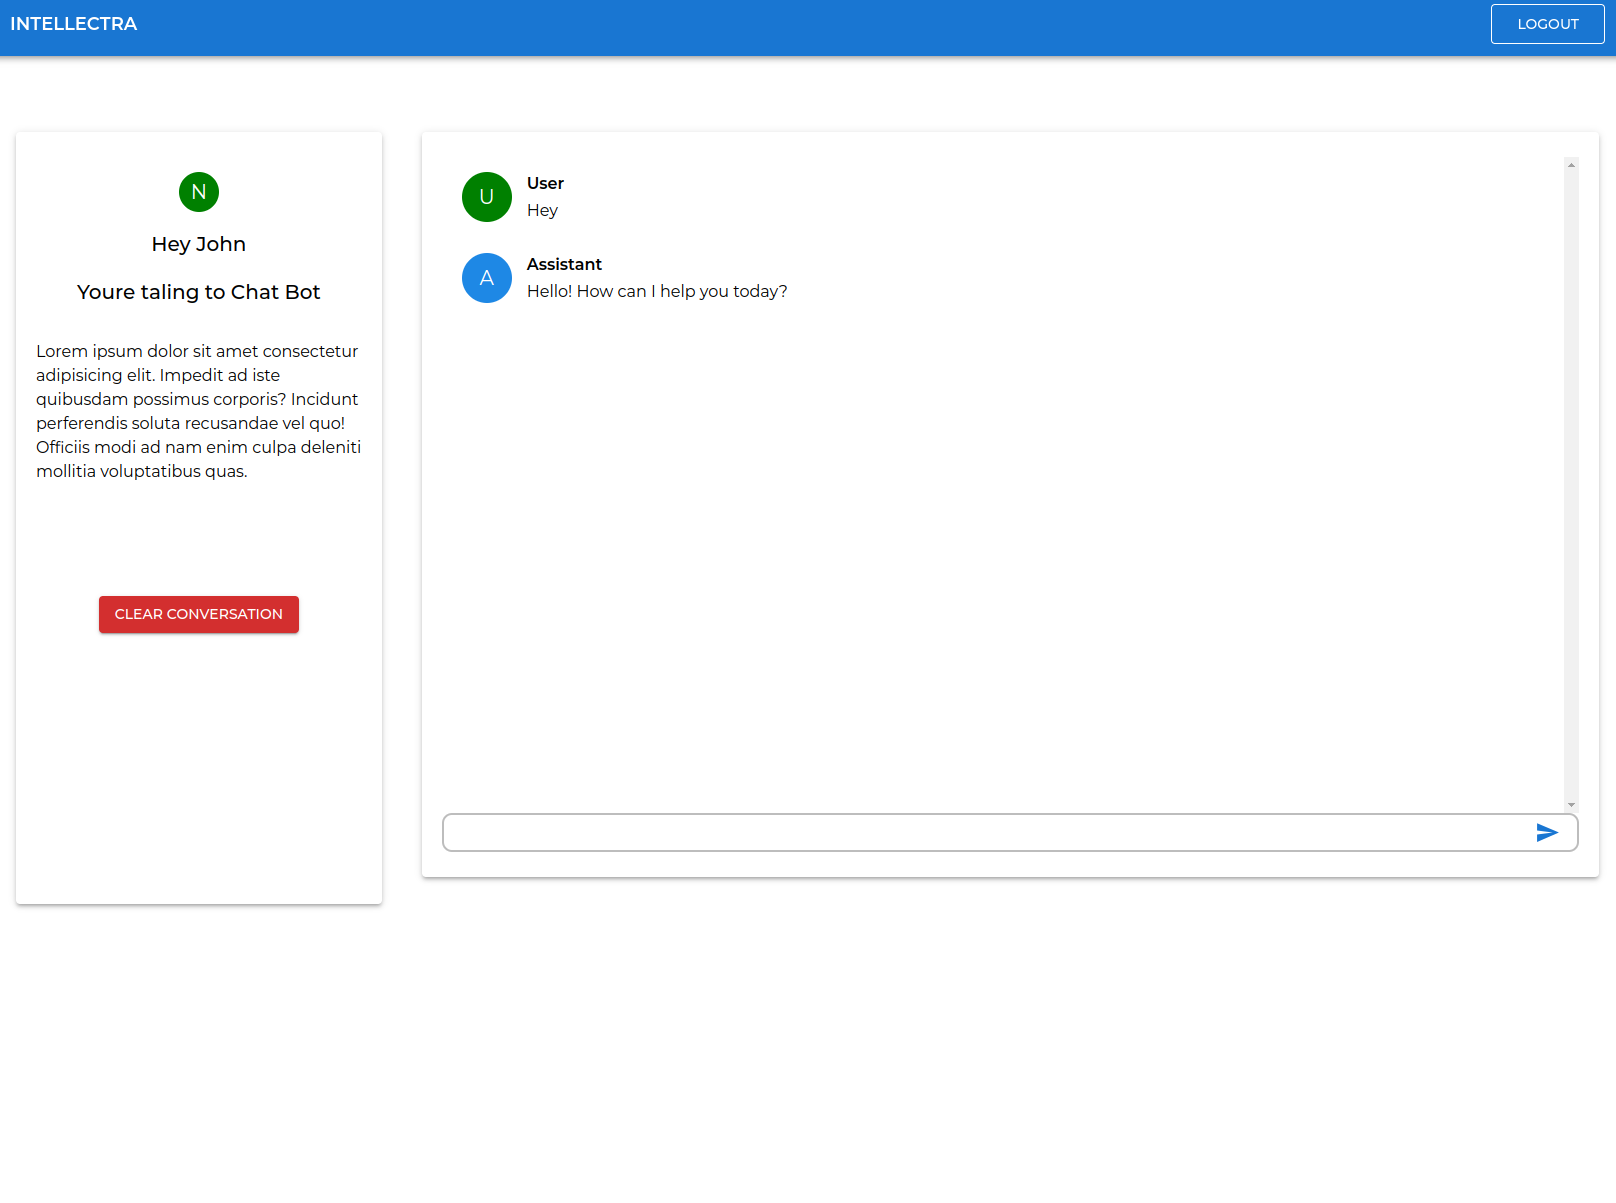 INTELLECTRA
LOGOUT
N
Hey John
Youre taling to Chat Bot
Lorem ipsum dolor sit amet consectetur
adipisicing elit. Impedit ad iste
quibusdam possimus corporis? Incidunt
perferendis soluta recusandae vel quo!
Officiis modi ad nam enim culpa deleniti
mollitia voluptatibus quas.
CLEAR CONVERSATION
U
User
Hey
A
Assistant
Hello! How can I help you today?